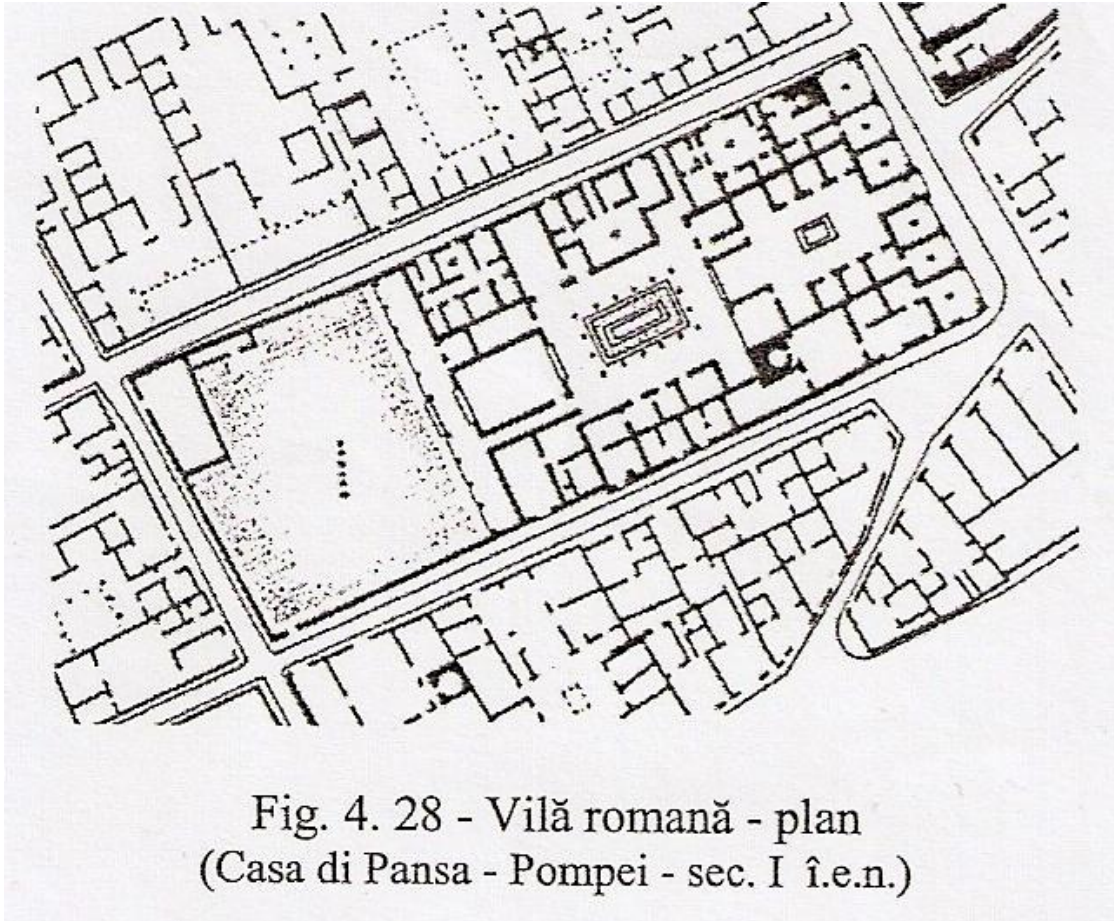 Fig. 4. 28 - Vilă romană - plan
(Casa di Pansa - Pompei - sec. I î.e.n.)